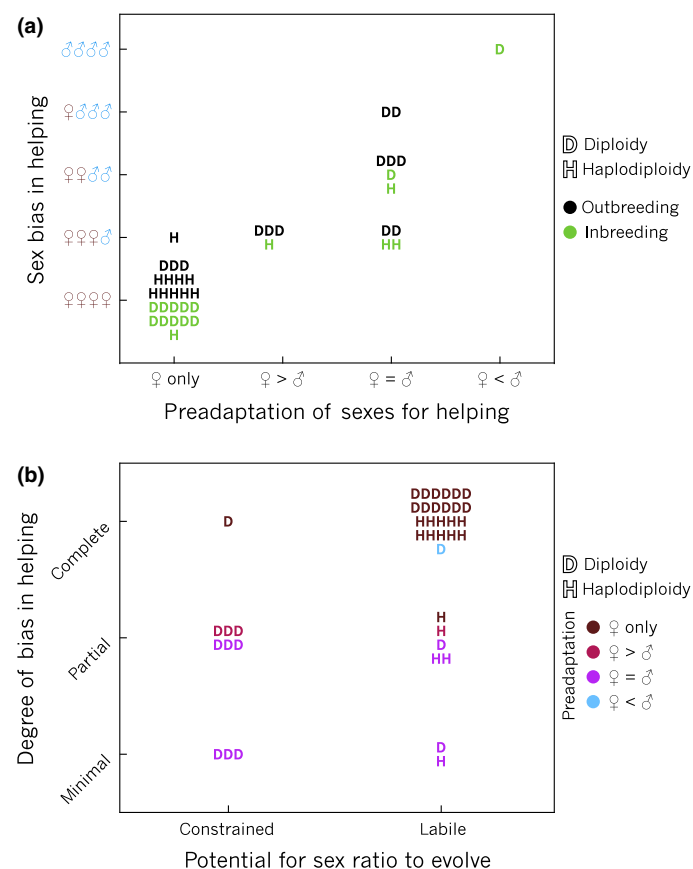 (a)
Sex bias in helping
♂♂♂♂
♀♂♂♂
♀♀♂♂
♀♀♀♂
♀♀♀♀
D
DD
DDD
D
H
H
DDD
H
DD
HH
DDD
HHHH
HHHHH
DDDDD
DDDDD
H
♀ only
♀ > ♂
♀ = ♂
♀ < ♂
Preadaptation of sexes for helping
D Diploidy
H Haplodiploidy
Outbreeding
Inbreeding
(b)
Degree of bias in helping
Complete
Partial
Minimal
D
DDDDDD
DDDDDD
HHHHH
HHHHH
D
DDD
DDD
H
H
D
HH
DDD
D
H
Constrained
Labile
Potential for sex ratio to evolve
D Diploidy
H Haplodiploidy
Preadaptation
♀ only
♀ > ♂
♀ = ♂
♀ < ♂